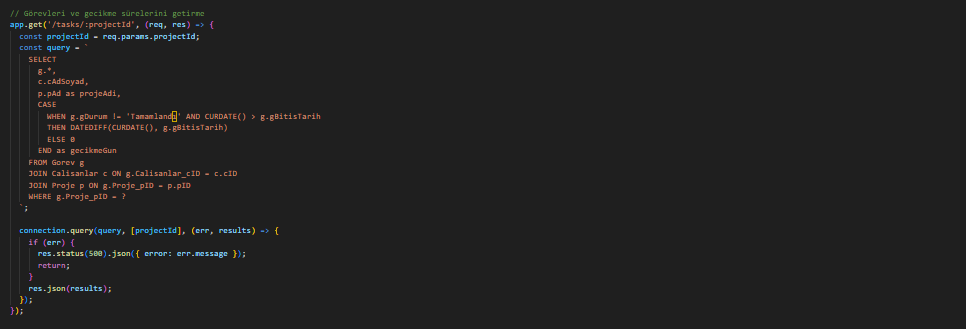 // Görevleri ve gecikme sürelerini getirme
app.get('/tasks/:projectId', (req, res) => {
  const projectId = req.params.projectId;
  const query = `
    SELECT
      g.*,
      c.cAdSoyad,
      p.pAd as projeAdi,
      CASE
        WHEN g.gDurum != 'Tamamlandı' AND CURDATE() > g.gBitisTarih
        THEN DATEDIFF(CURDATE(), g.gBitisTarih)
        ELSE 0
      END as gecikmeGun
    FROM Gorev g
    JOIN Calisanlar c ON g.Calisanlar_cID = c.cID
    JOIN Proje p ON g.Proje_pID = p.pID
    WHERE g.Proje_pID = ?
  `;
  connection.query(query, [projectId], (err, results) => {
    if (err) {
      res.status(500).json({ error: err.message });
      return;
    }
    res.json(results);
  });
});